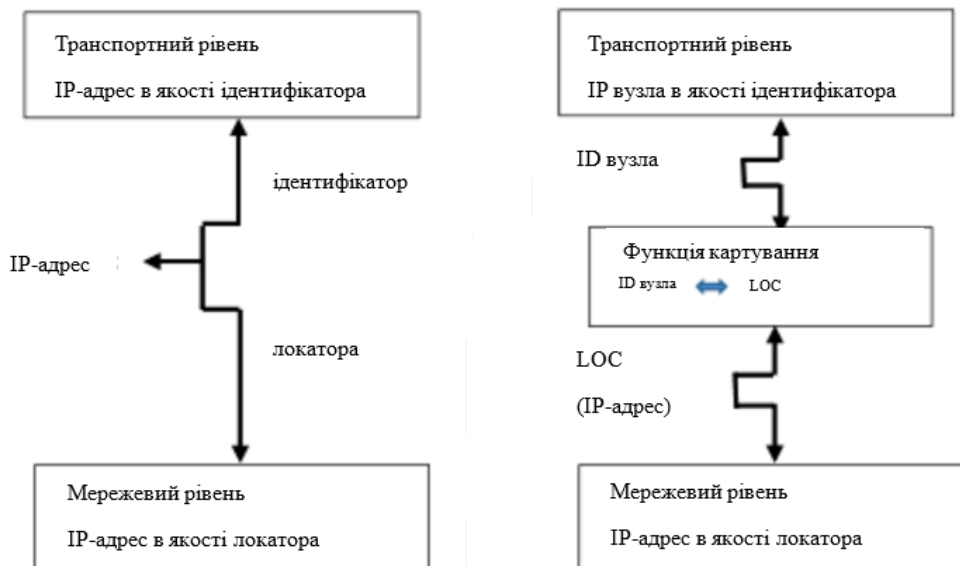 Транспортний рівень
IP-адрес в якості ідентифікатора
ідентифікатор
IP-адрес
локатора
Мережевий рівень
IP-адрес в якості локатора
Транспортний рівень
IP вузла в якості ідентифікатора
ID вузла
Функція картування
ID вузла LOC
LOC
(IP-адрес)
Мережевий рівень
IP-адрес в якості локатора